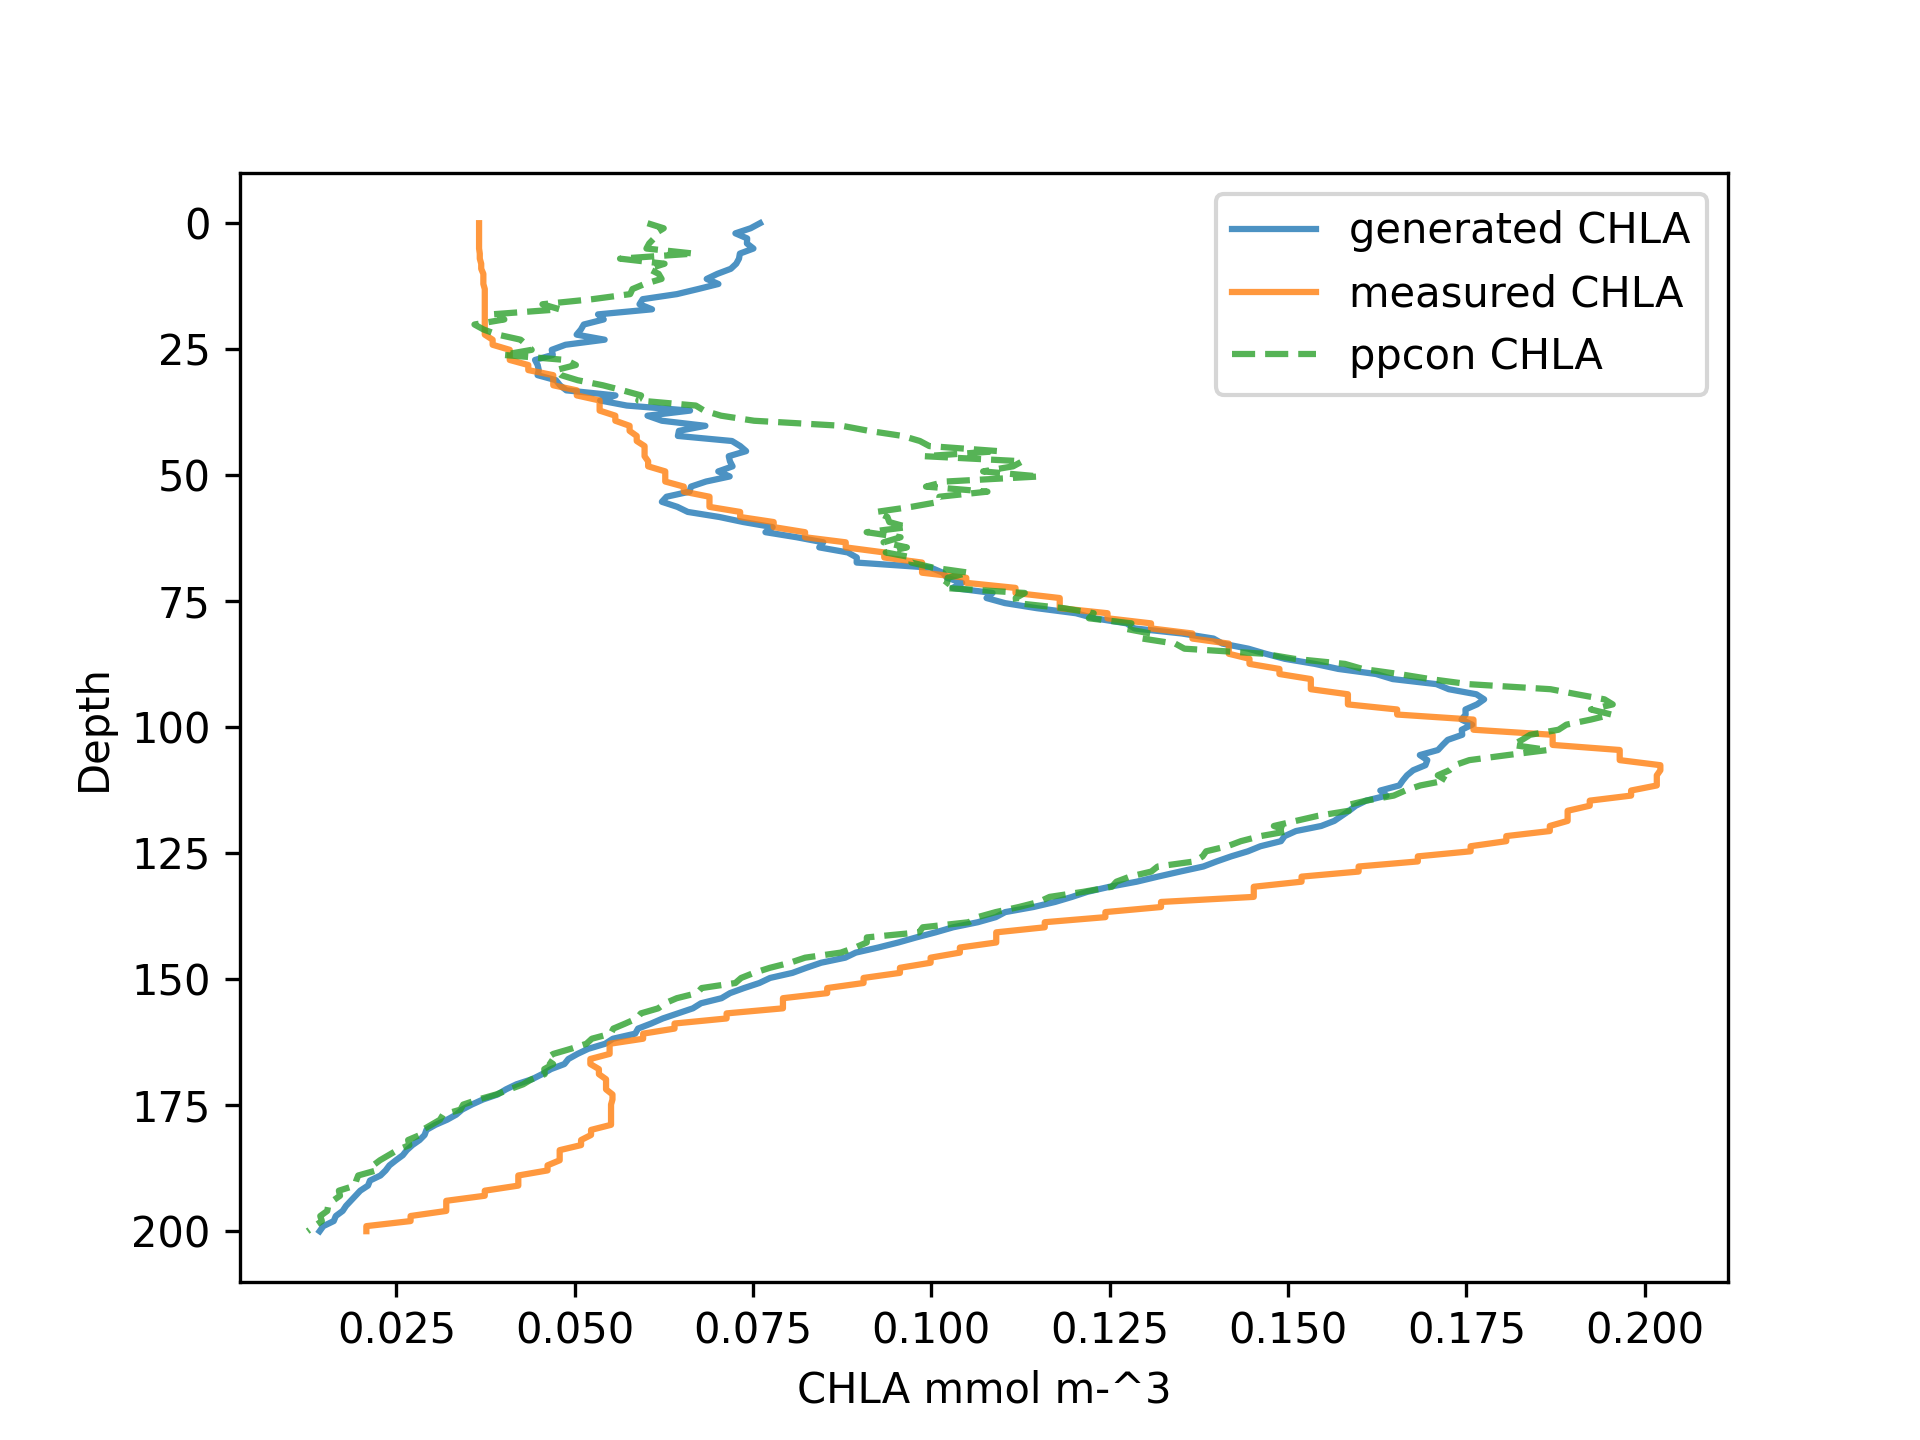 generated CHLA
measured CHLA
ppcon CHLA
0
25
50
75
100
125
150
175
200
Depth
0.025 0.050 0.075 0.100 0.125 0.150 0.175 0.200
CHLA mmol m-^3